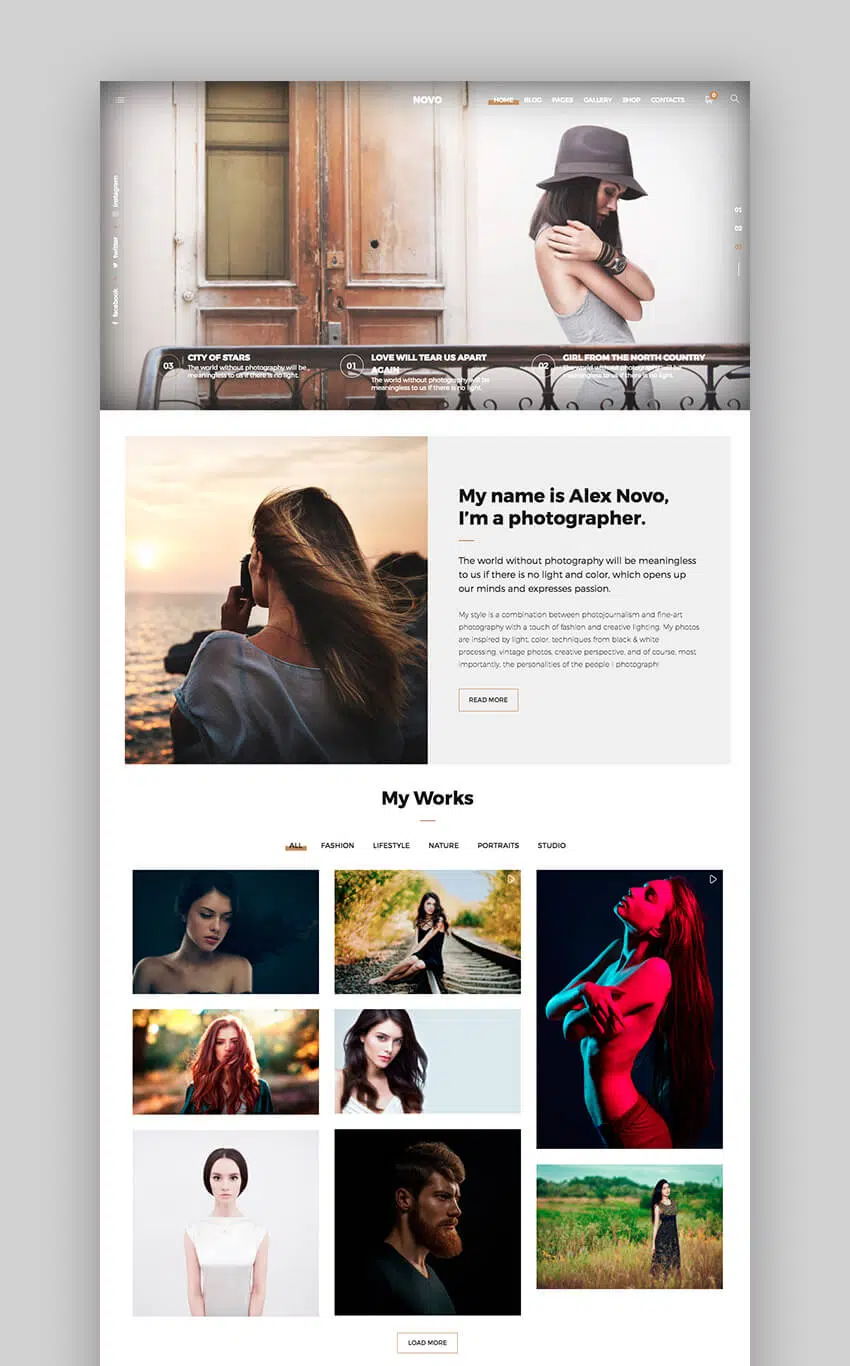 NOVO
HOME BLOG PAGES GALLERY SHOP CONTACTS 0
Instagram
twitter
facebook
01
02
03
03
CITY OF STARS
The world without photography will be
meaningless to us if there is no light.
01
LOVE WILL TEAR US APART
AGAIN
The world without photography will be
meaningless to us if there is no light.
02
GIRL FROM THE NORTH COUNTRY
The world without photography will be
meaningless to us if there is no light.
My name is Alex Novo,
I'm a photographer.
The world without photography will be meaningless
to us if there is no light and color, which opens up
our minds and expresses passion.
My style is a combination between photojournalism and fine-art
photography with a touch of fashion and creative lighting. My photos
are inspired by light, color, techniques from black & white
processing, vintage photos, creative perspective, and of course, most
importantly, the personalities of the people I photograph!
READ MORE
My Works
ALL FASHION LIFESTYLE NATURE PORTRAITS STUDIO
LOAD MORE